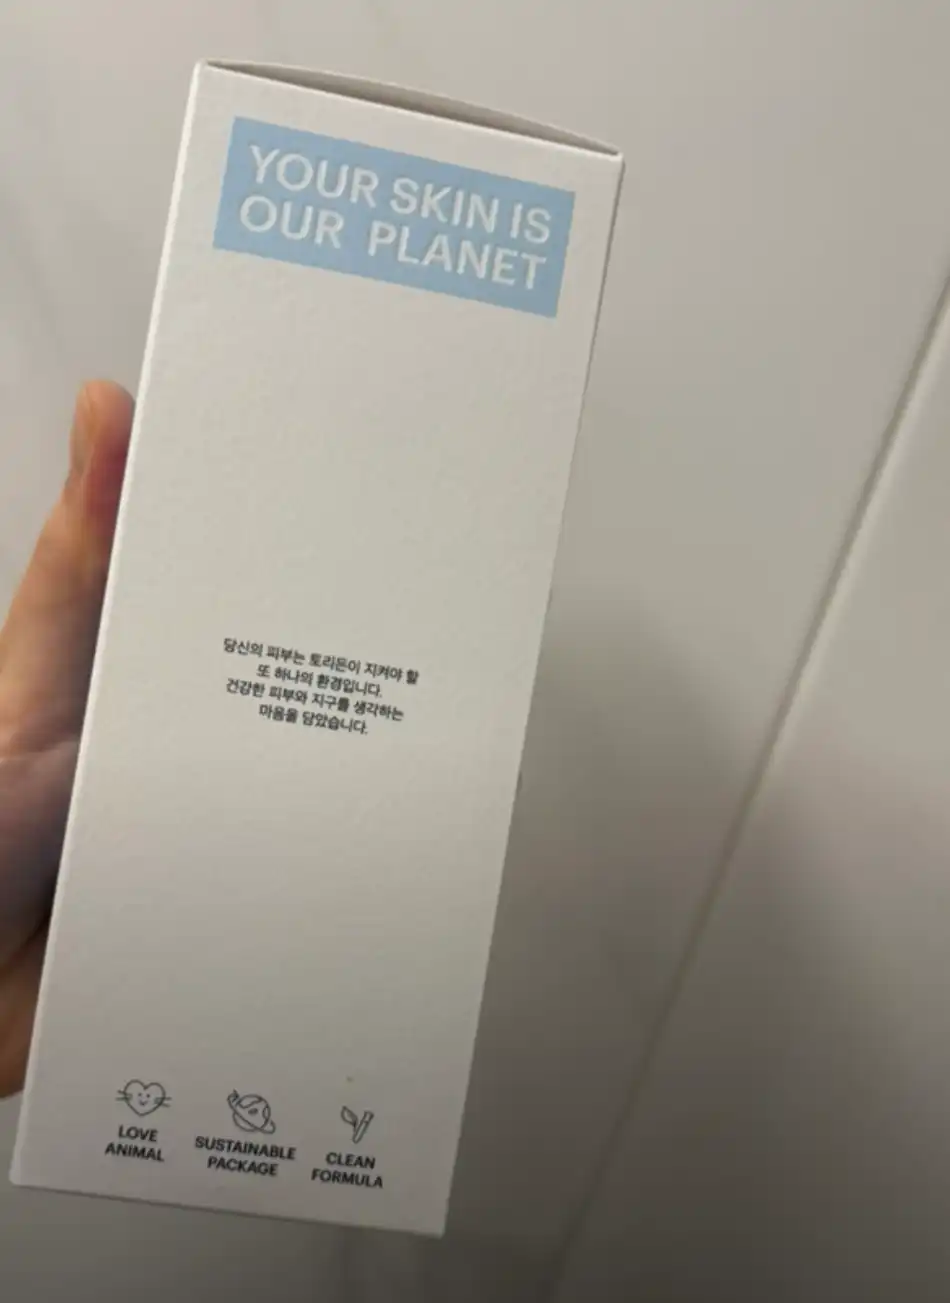 YOUR SKIN IS
OUR PLANET
당신의 피부는 토리든이 지켜야 할
또 하나의 환경입니다.
건강한 피부와 지구를 생각하는
마음을 담았습니다.
LOVE
ANIMAL
SUSTAINABLE
PACKAGE
CLEAN
FORMULA